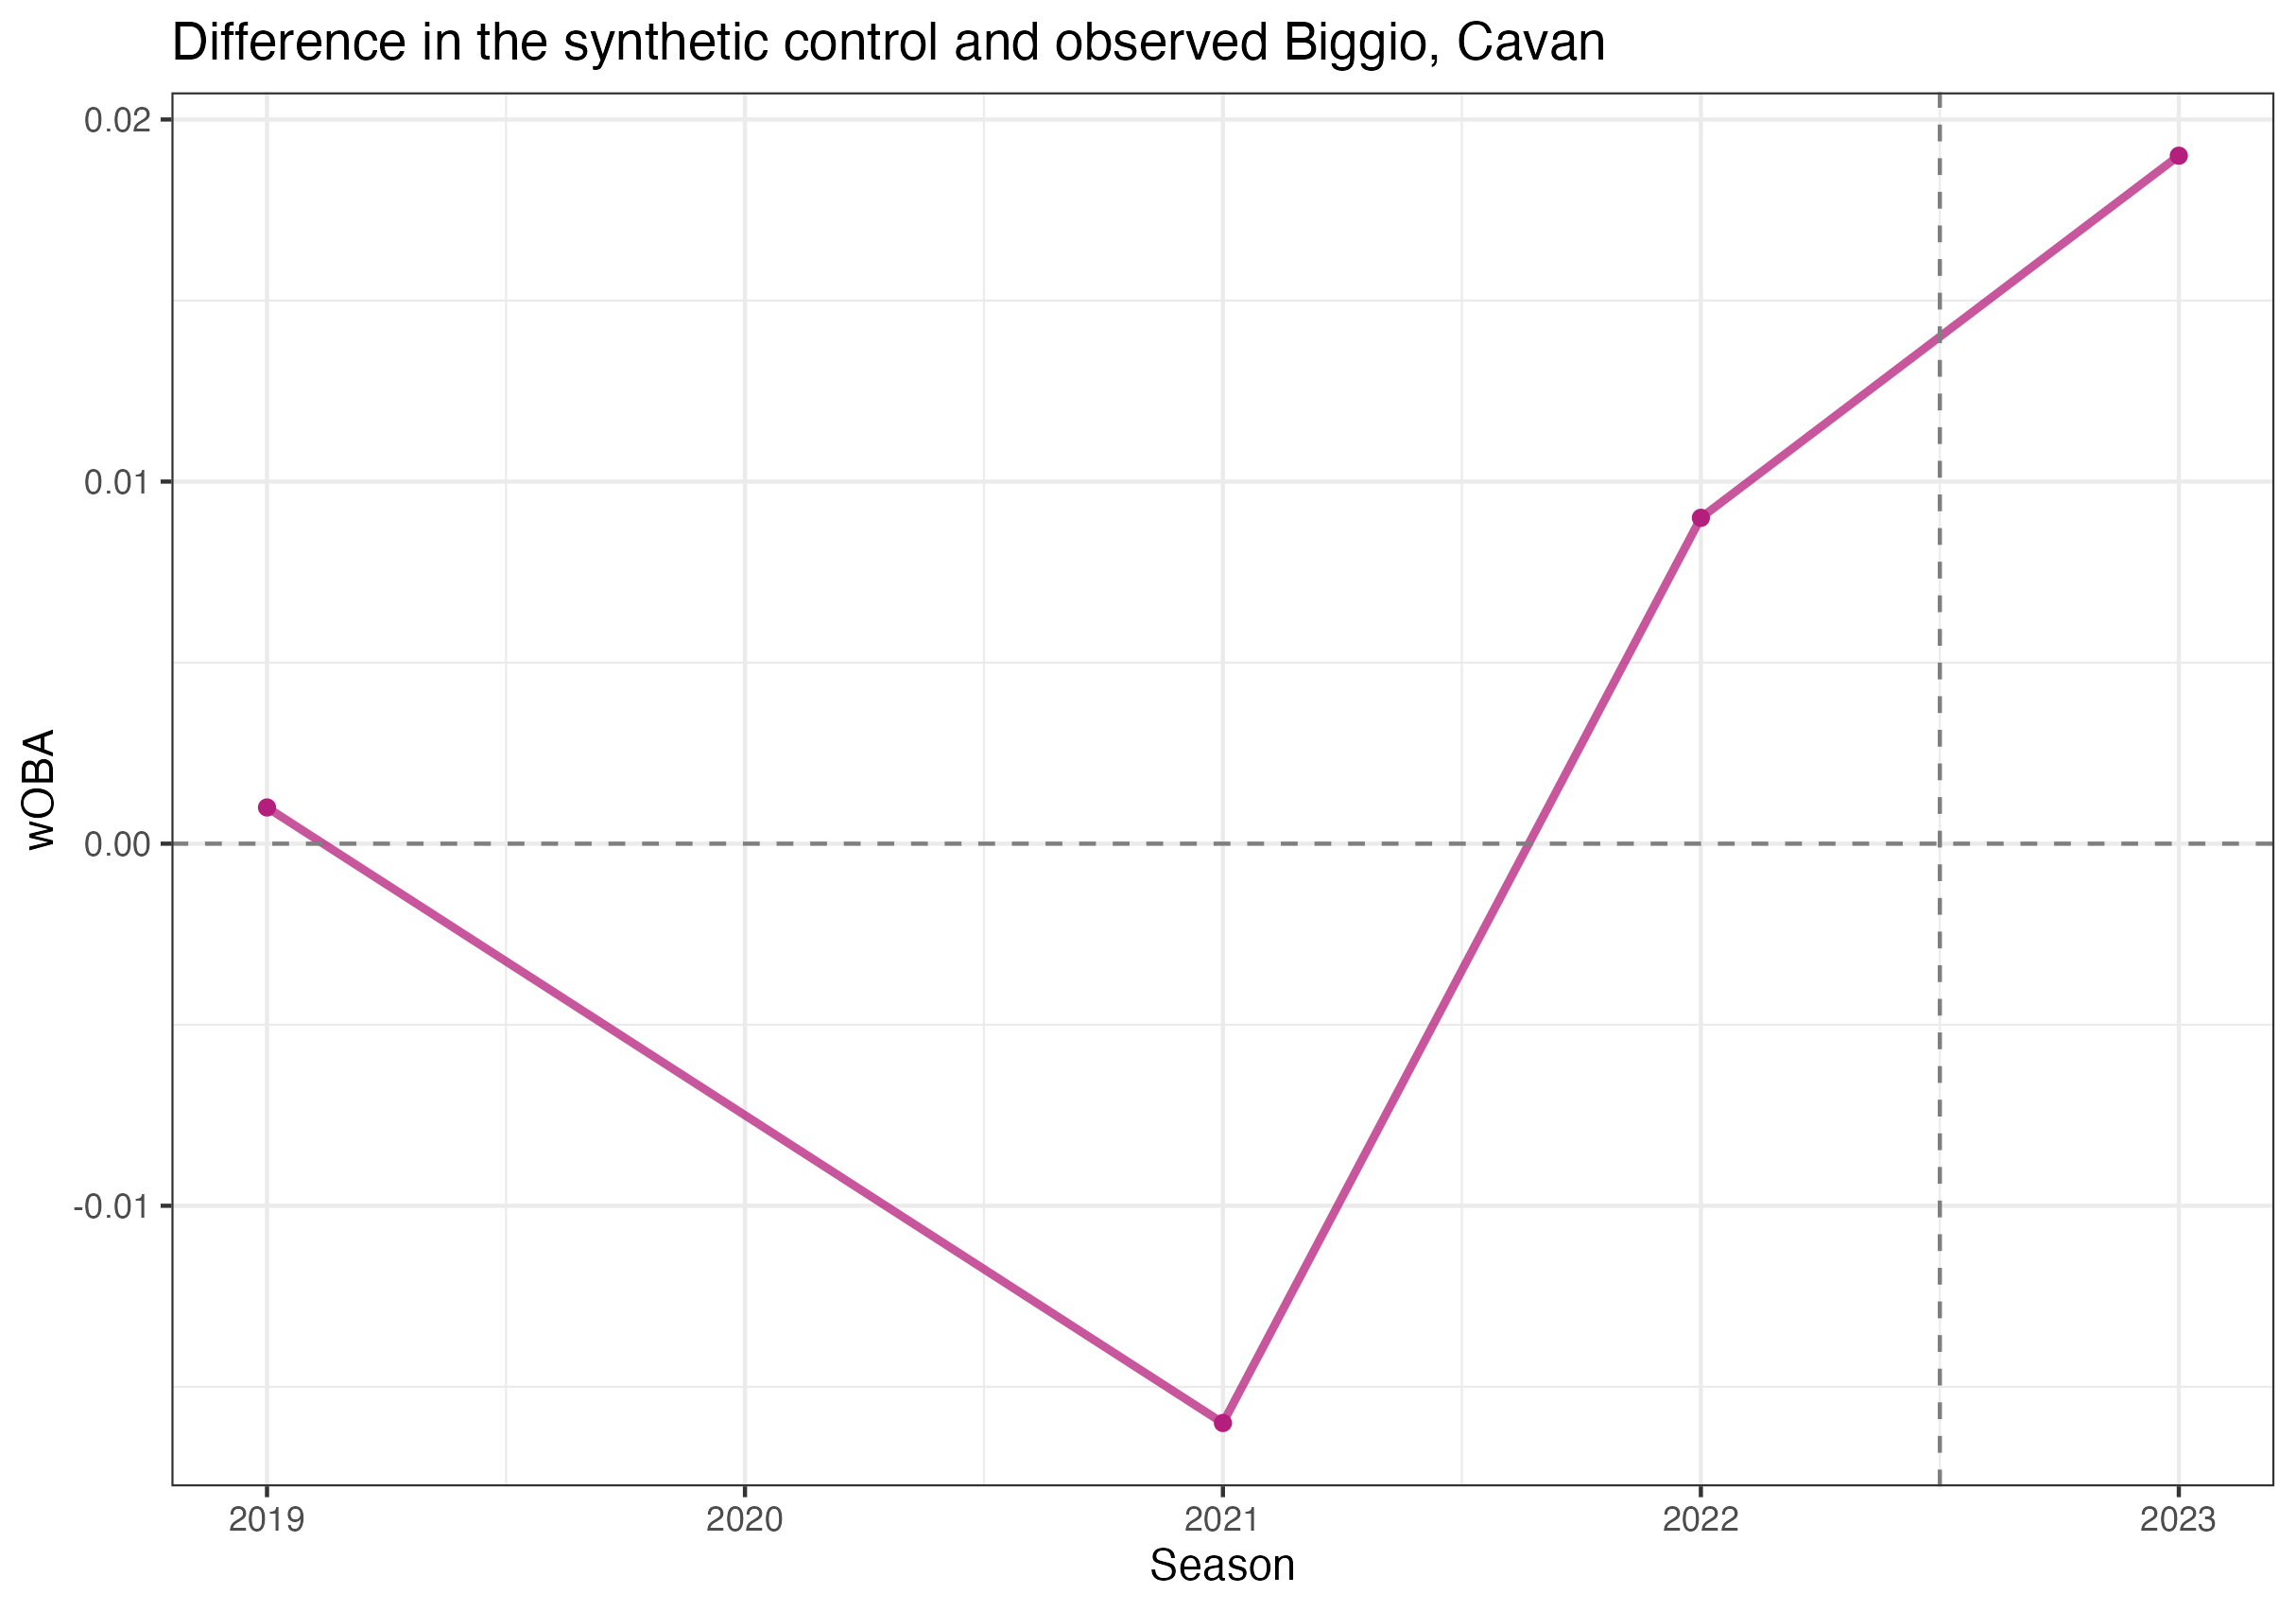 Difference in the synthetic control and observed Biggio, Cavan
0.02
0.01
0.00
-0.01
wOBA
2019 2020 2021 2022 2023
Season